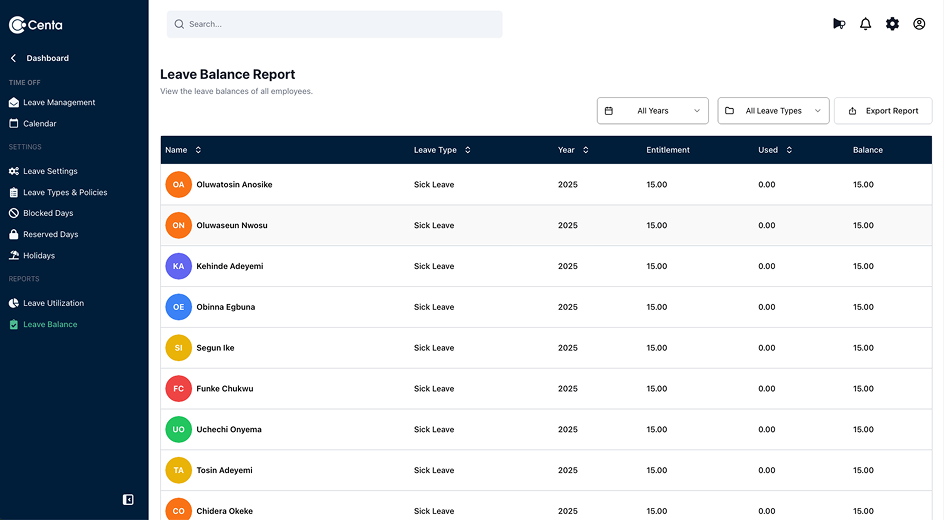 Centa
Search...
Dashboard
TIME OFF
Leave Management
Calendar
SETTINGS
Leave Settings
Leave Types & Policies
Blocked Days
Reserved Days
Holidays
REPORTS
Leave Utilization
Leave Balance
Leave Balance Report
View the leave balances of all employees.
All Years All Leave Types Export Report
Name Leave Type Year Entitlement Used Balance
OA Oluwatosin Anosike Sick Leave 2025 15.00 0.00 15.00
ON Oluwaseun Nwosu Sick Leave 2025 15.00 0.00 15.00
KA Kehinde Adeyemi Sick Leave 2025 15.00 0.00 15.00
OE Obinna Egbuna Sick Leave 2025 15.00 0.00 15.00
SI Segun Ike Sick Leave 2025 15.00 0.00 15.00
FC Funke Chukwu Sick Leave 2025 15.00 0.00 15.00
UO Uchechi Onyema Sick Leave 2025 15.00 0.00 15.00
TA Tosin Adeyemi Sick Leave 2025 15.00 0.00 15.00
CO Chidera Okeke Sick Leave 2025 15.00 0.00 15.00